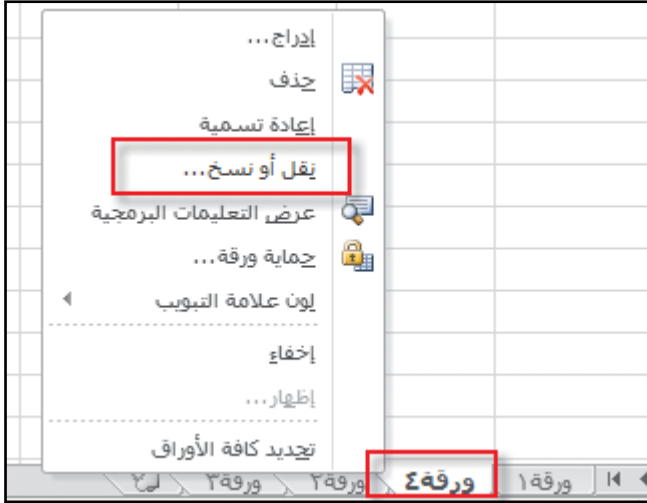 إدراج...
حذف
إعادة تسمية
نقل أو نسخ...
عرض التعليمات البرمجية
حماية ورقة...
لون علامة التبويب
إخفاء
إظهار...
تحديد كافة الأوراق
ورقة١ ورقة٤ ورقة٢ ورقة٣